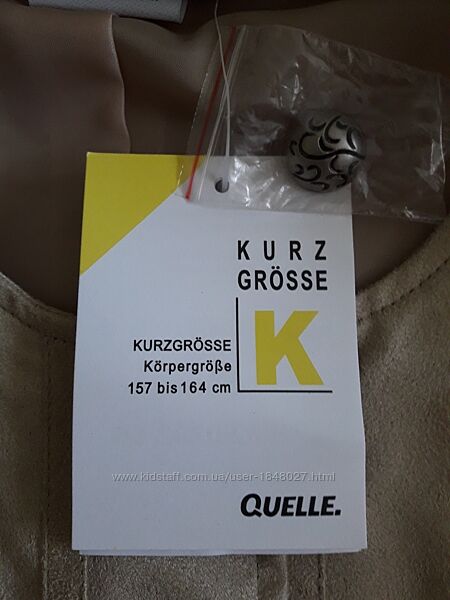 KURZ
GRÖSSE
K
KURZGRÖSSE
Körpergröße
157 bis 164 cm
www.kidstaff.com.ua/user-1848027.html
QUELLE.